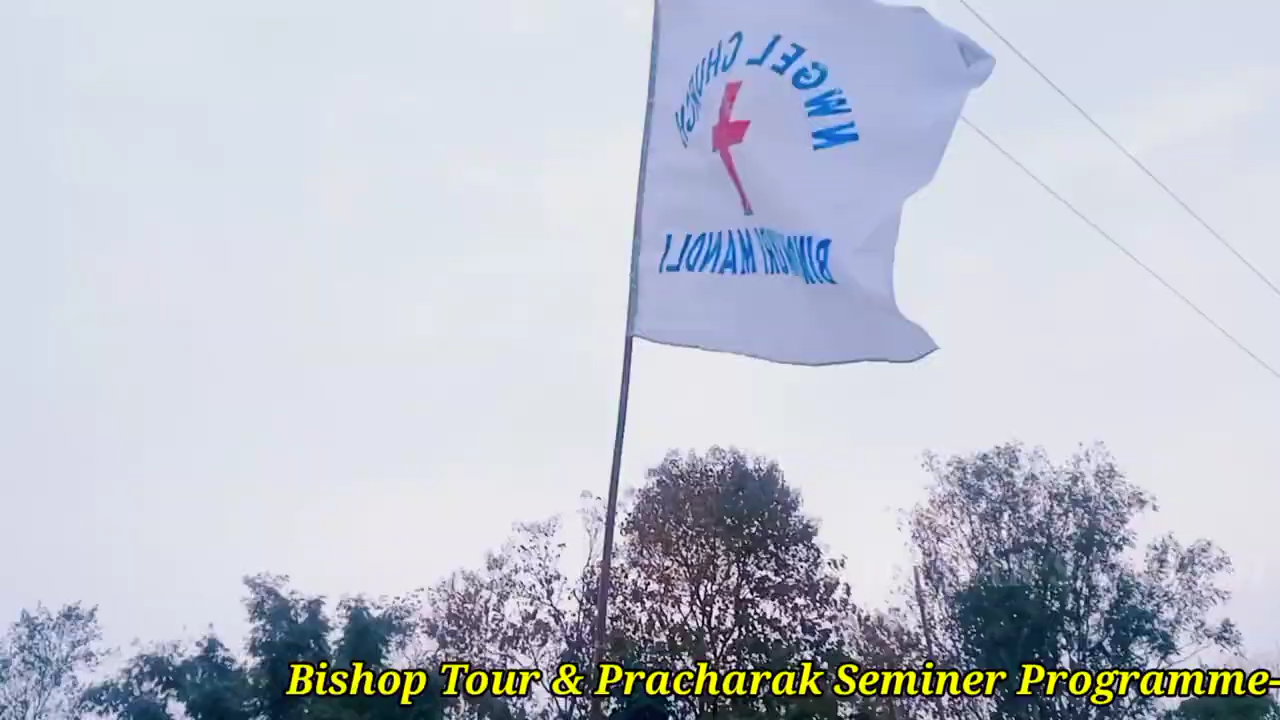 NWGEL CHURCH
MANDLI
Bishop Tour & Pracharak Seminer Programme-